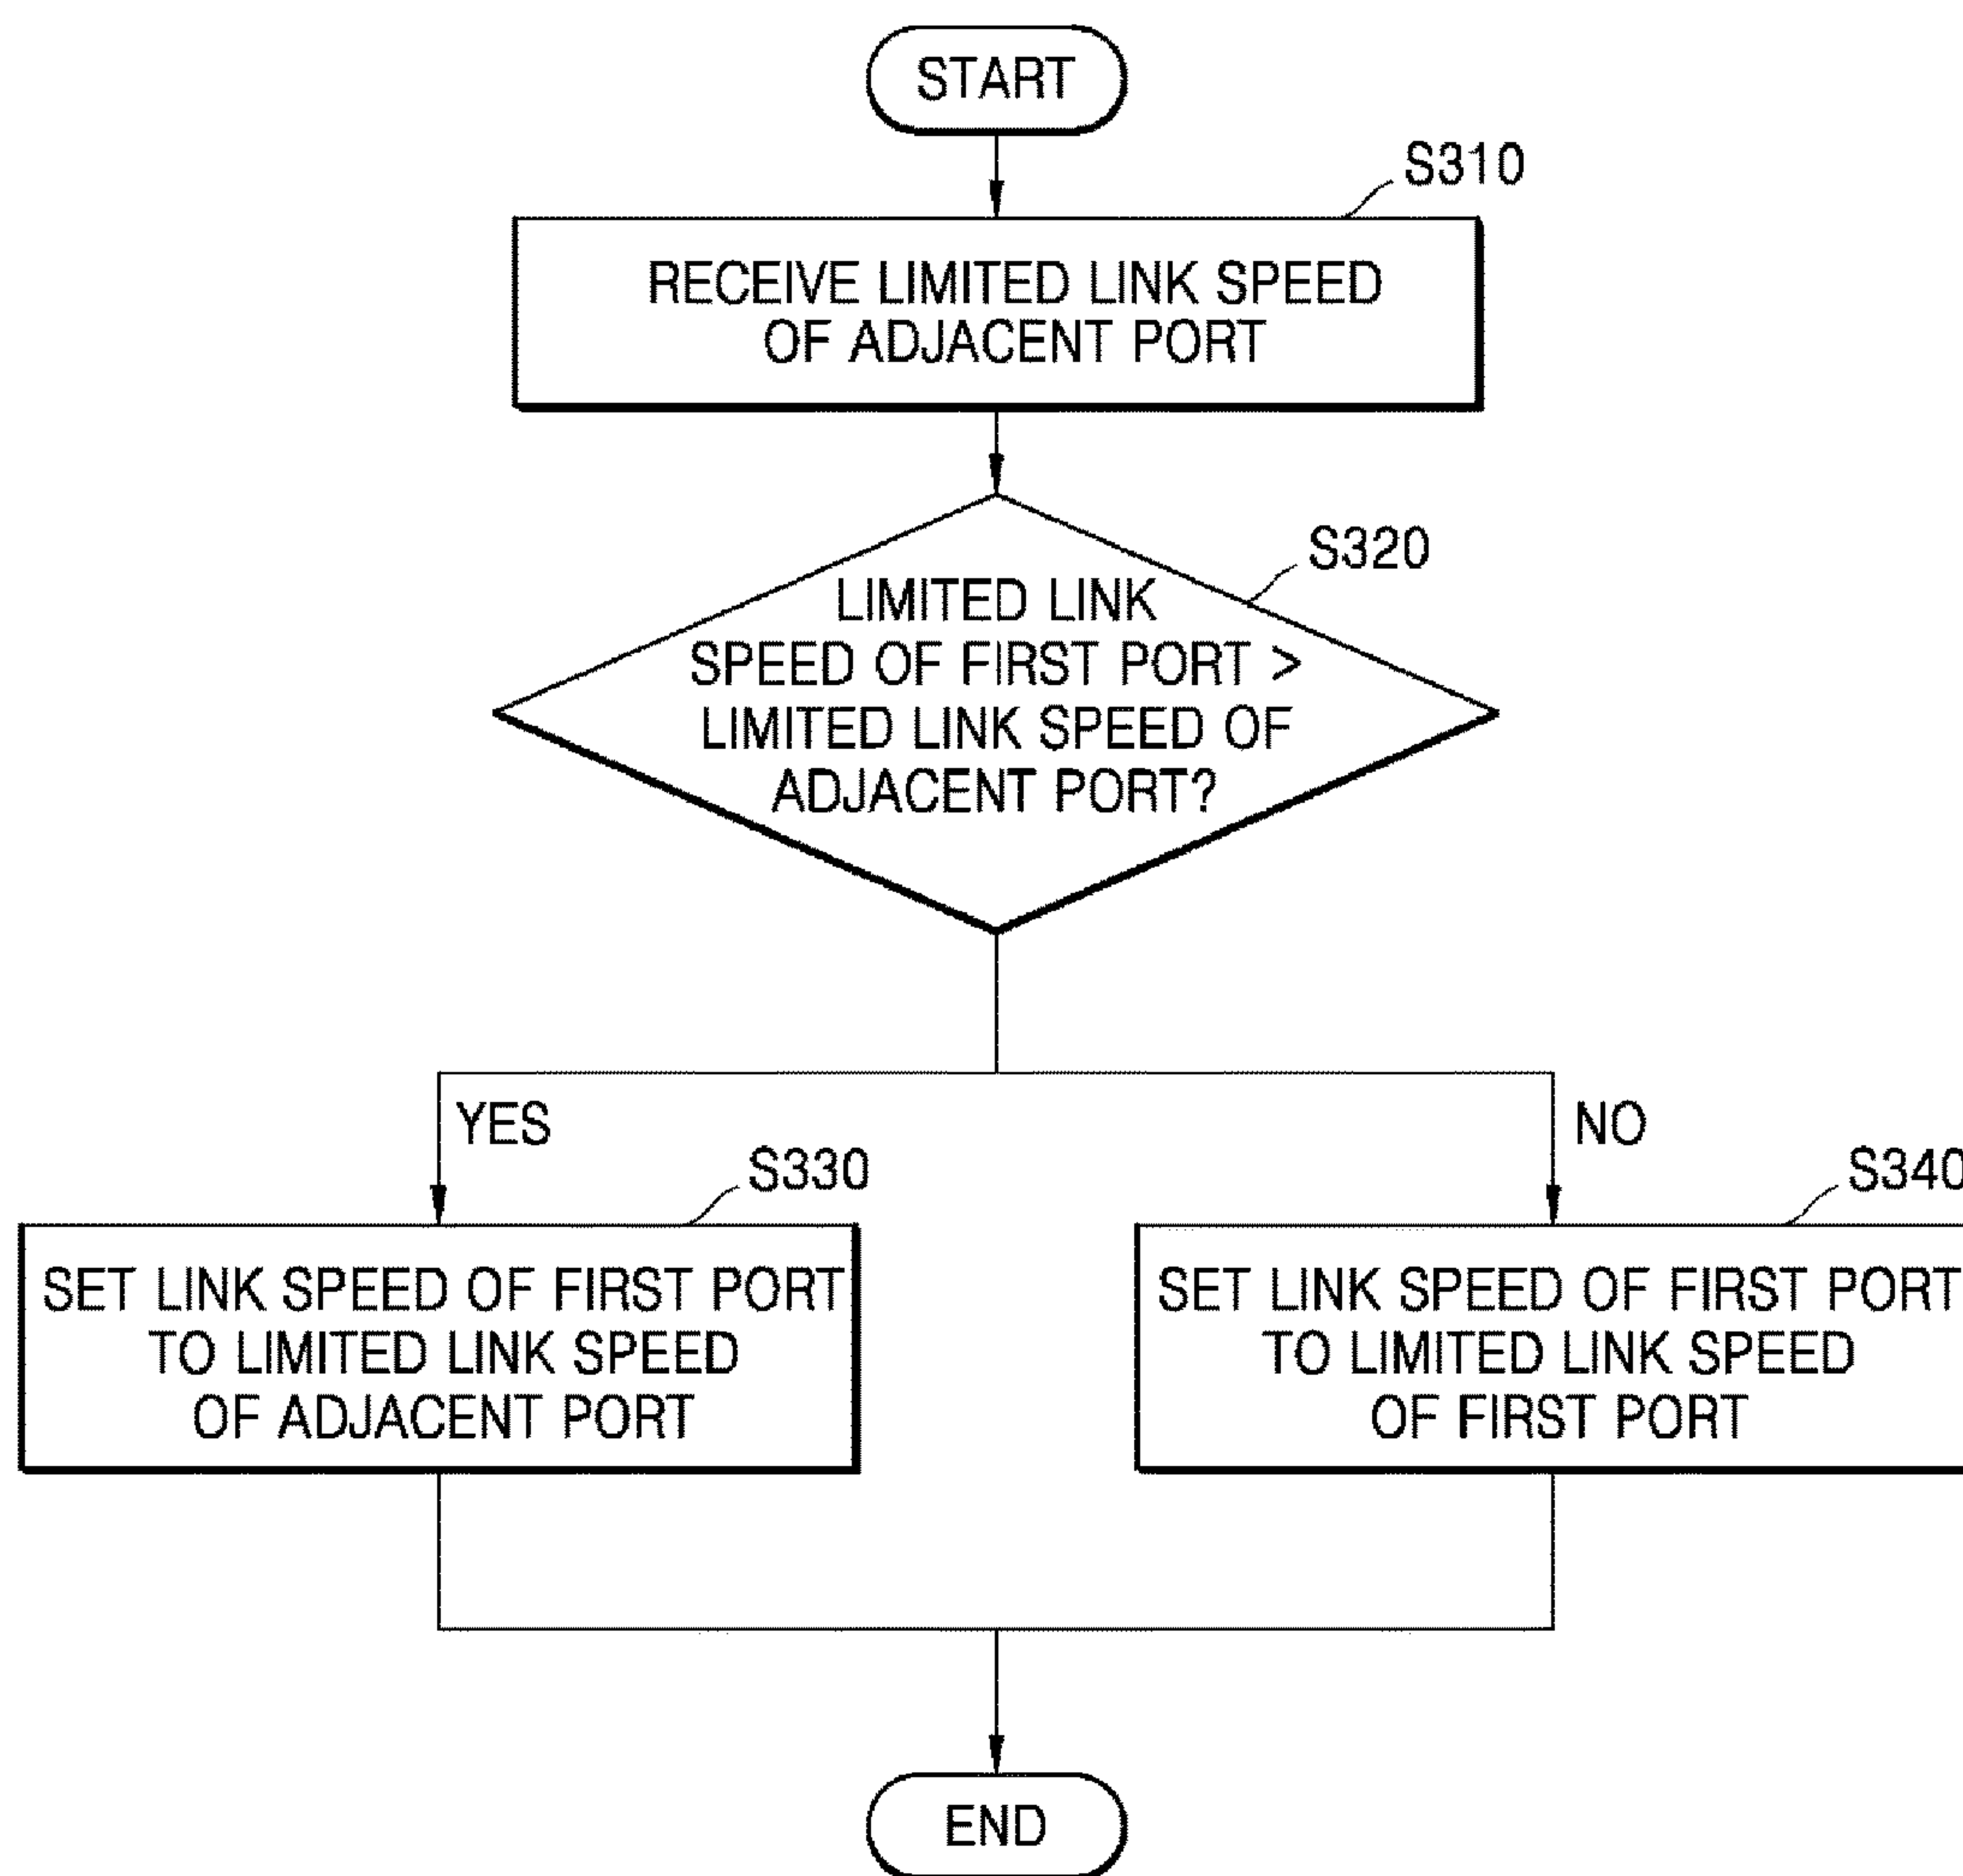 START
S310
RECEIVE LIMITED LINK SPEED
OF ADJACENT PORT
S320
LIMITED LINK
SPEED OF FIRST PORT >
LIMITED LINK SPEED OF
ADJACENT PORT?
YES
NO
S330
S340
SET LINK SPEED OF FIRST PORT
TO LIMITED LINK SPEED
OF ADJACENT PORT
SET LINK SPEED OF FIRST PORT
TO LIMITED LINK SPEED
OF FIRST PORT
END